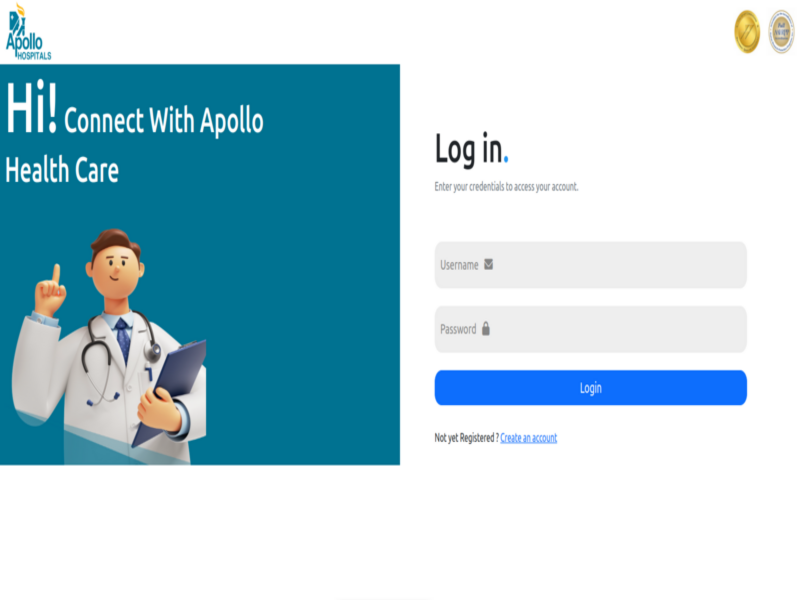 Apollo
HOSPITALS
Hi! Connect With Apollo
Health Care
Log in.
Enter your credentials to access your account.
Username
Password
Login
Not yet Registered ? Create an account